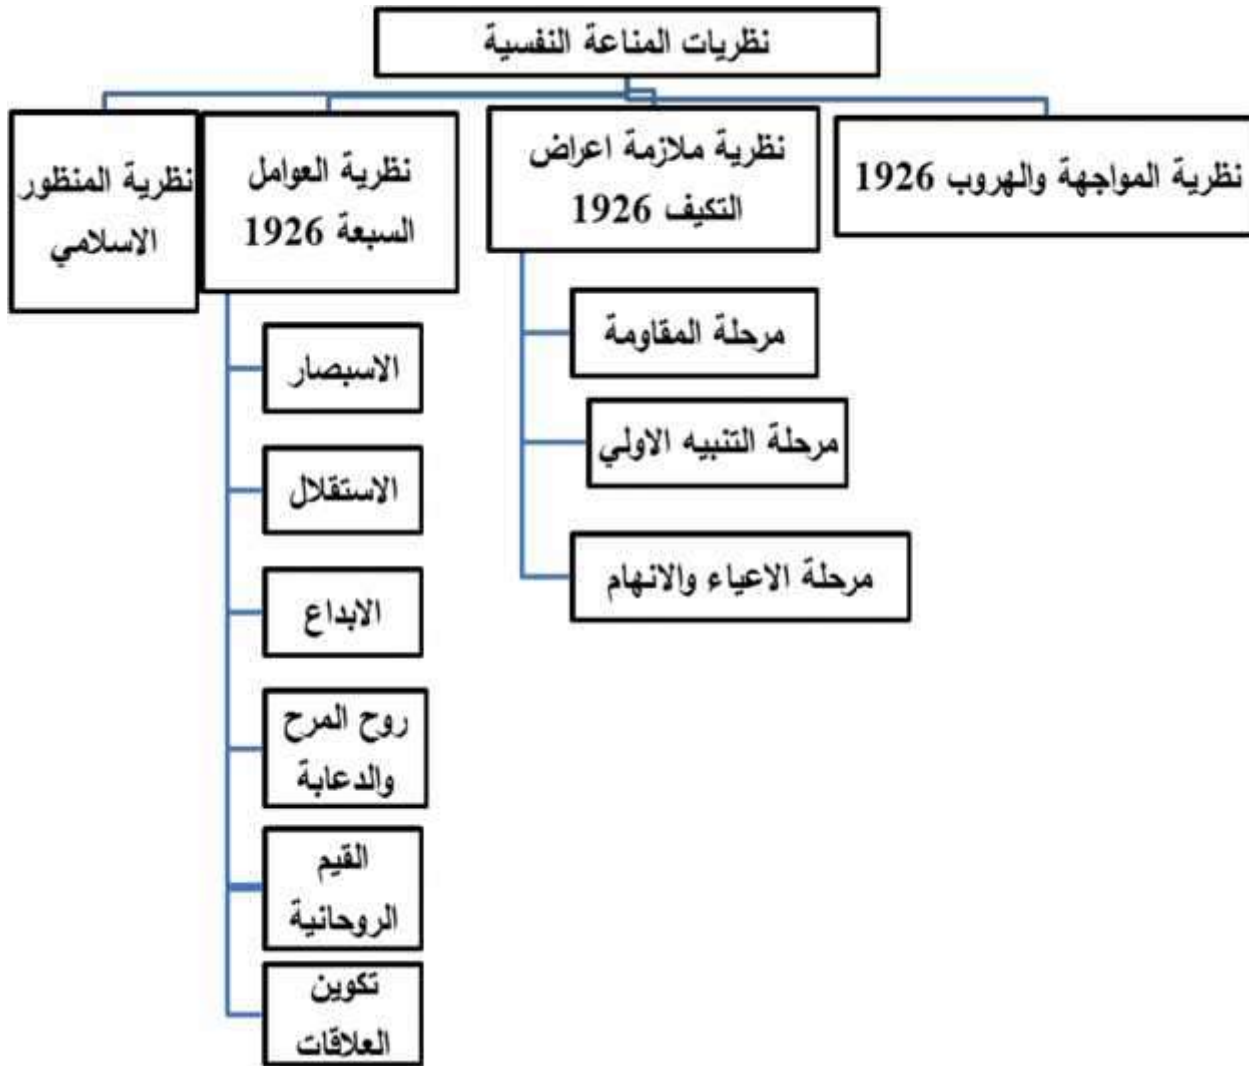 نظريات المناعة النفسية
نظرية المواجهة والهروب 1926
نظرية ملازمة اعراض
التكيف 1926
مرحلة المقاومة
مرحلة التنبيه الاولي
مرحلة الاعياء والانهام
نظرية العوامل
السبعة 1926
الاسبصار
الاستقلال
الابداع
روح المرح
والدعابة
القيم
الروحانية
تكوين
العلاقات
نظرية المنظور
الاسلامي